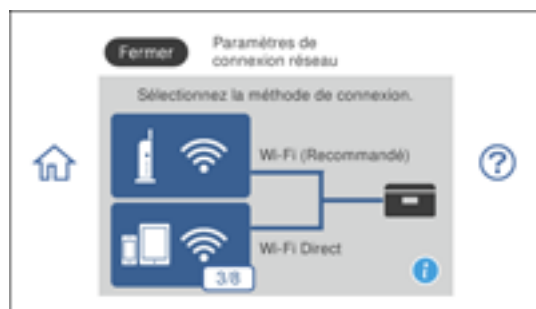 Fermer
Paramètres de
connexion réseau
Sélectionnez la méthode de connexion.
Wi-Fi (Recommandé)
Wi-Fi Direct
3/8